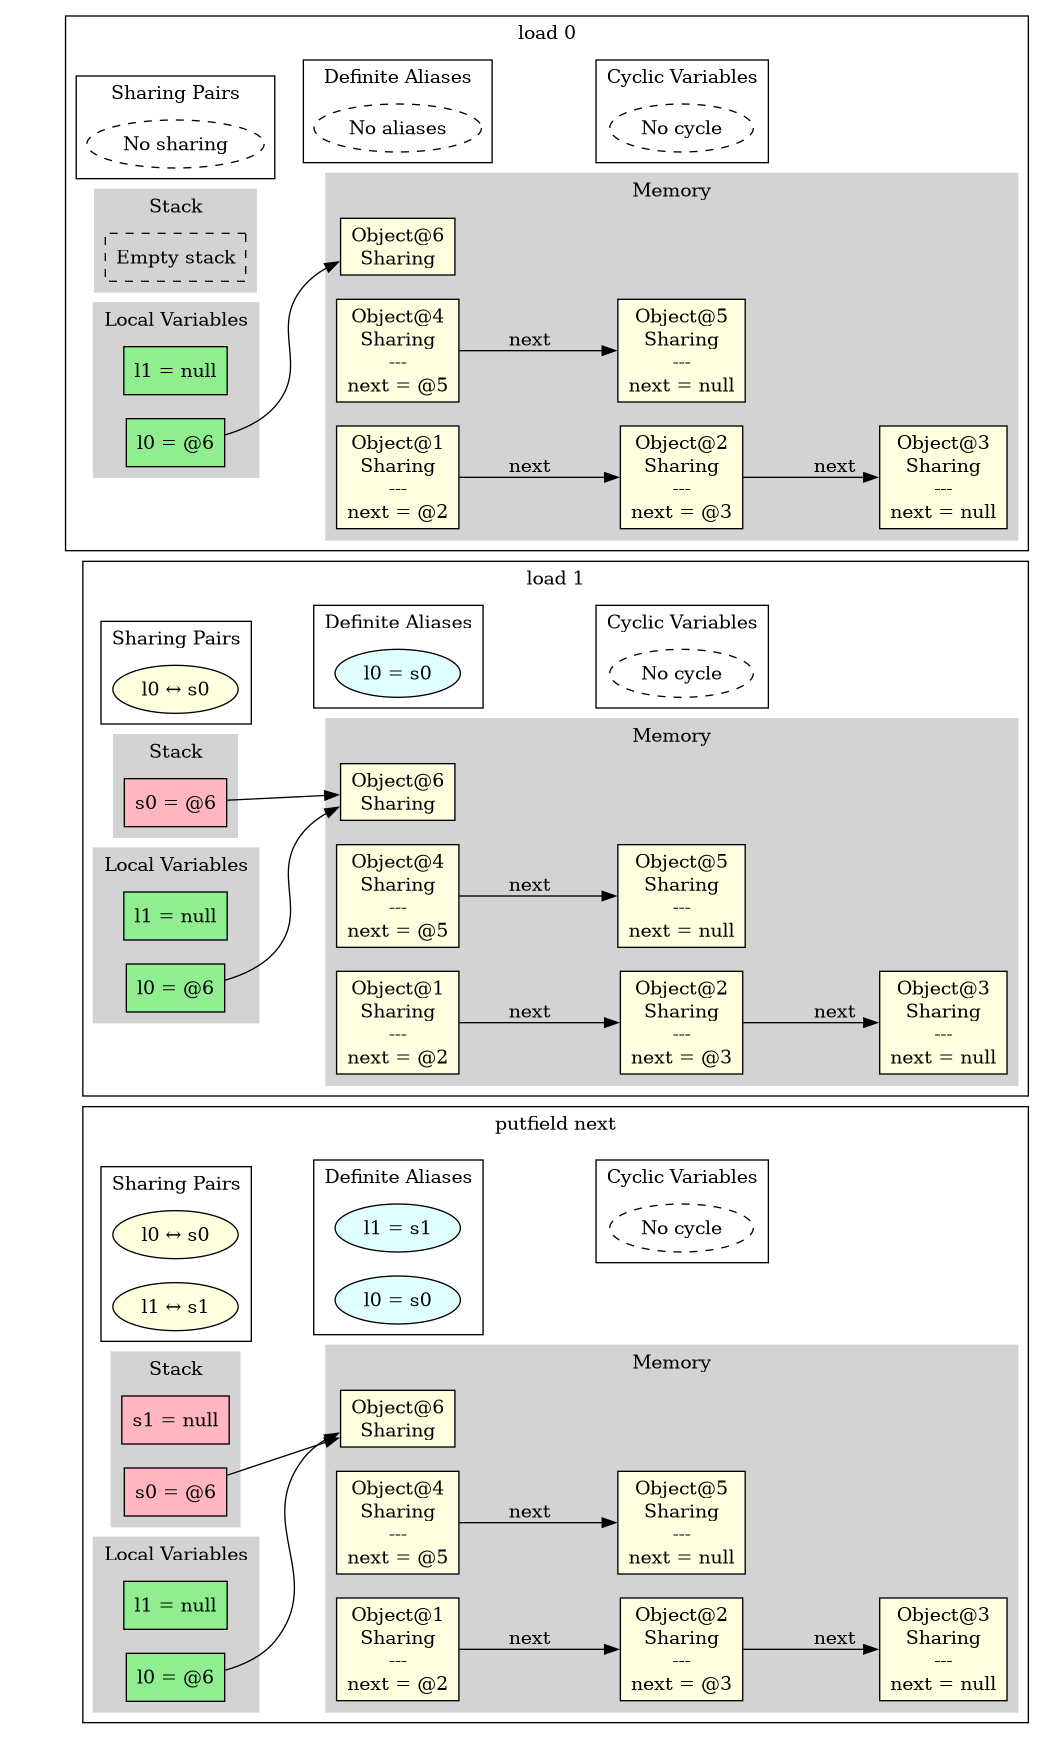 load 0
Sharing Pairs
No sharing
Definite Aliases
No aliases
Cyclic Variables
No cycle
Stack
Empty stack
Local Variables
l1 = null
l0 = @6
Memory
Object@6
Sharing
Object@4
Sharing
---
next = @5
next
Object@5
Sharing
---
next = null
Object@1
Sharing
---
next = @2
next
Object@2
Sharing
---
next = @3
next
Object@3
Sharing
---
next = null
load 1
Sharing Pairs
l0 ↔ s0
Definite Aliases
l0 = s0
Cyclic Variables
No cycle
Stack
s0 = @6
Local Variables
l1 = null
l0 = @6
Memory
Object@6
Sharing
Object@4
Sharing
---
next = @5
next
Object@5
Sharing
---
next = null
Object@1
Sharing
---
next = @2
next
Object@2
Sharing
---
next = @3
next
Object@3
Sharing
---
next = null
putfield next
Sharing Pairs
l0 ↔ s0
l1 ↔ s1
Definite Aliases
l1 = s1
l0 = s0
Cyclic Variables
No cycle
Stack
s1 = null
s0 = @6
Local Variables
l1 = null
l0 = @6
Memory
Object@6
Sharing
Object@4
Sharing
---
next = @5
next
Object@5
Sharing
---
next = null
Object@1
Sharing
---
next = @2
next
Object@2
Sharing
---
next = @3
next
Object@3
Sharing
---
next = null